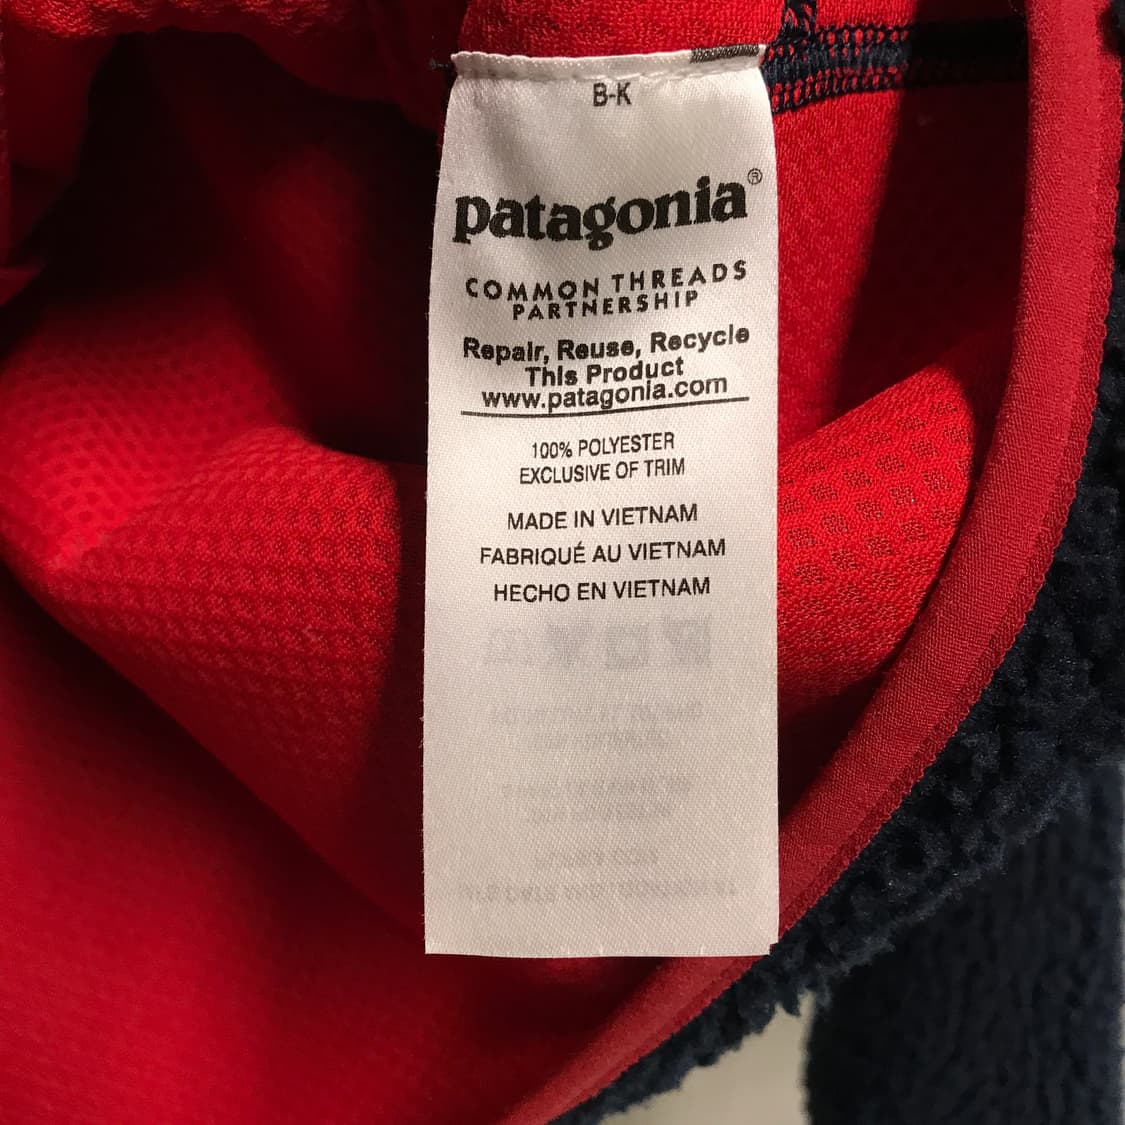 B-K
patagonia®
COMMON THREADS
PARTNERSHIP
Repair, Reuse, Recycle
This Product
www.patagonia.com
100% POLYESTER
EXCLUSIVE OF TRIM
MADE IN VIETNAM
FABRIQUÉ AU VIETNAM
HECHO EN VIETNAM